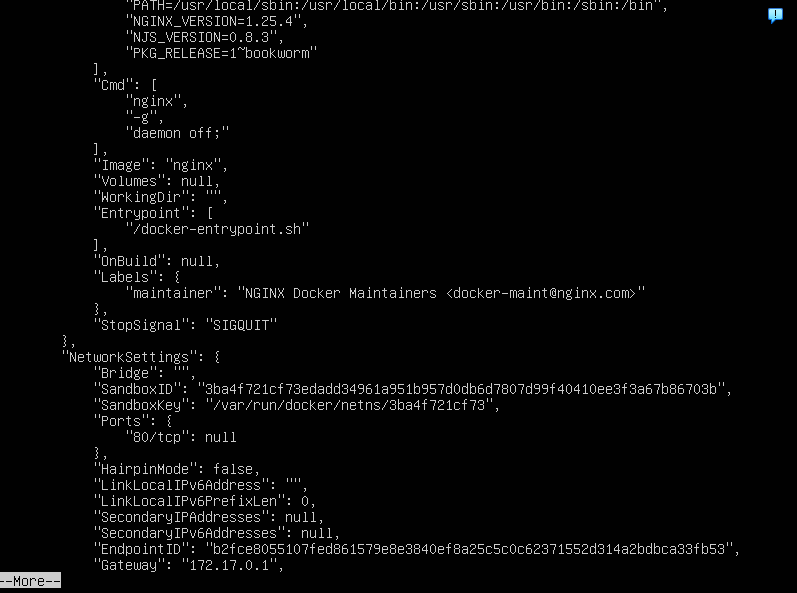 "PATH=/usr/local/sbin:/usr/local/bin:/usr/sbin:/usr/bin:/sbin:/bin",
"NGINX_VERSION=1.25.4",
"NJS_VERSION=0.8.3",
"PKG_RELEASE=1~bookworm"
],
"Cmd": [
"nginx",
"-g",
"daemon off;"
],
"Image": "nginx",
"Volumes": null,
"WorkingDir": "",
"Entrypoint": [
"/docker-entrypoint.sh"
],
"OnBuild": null,
"Labels": {
"maintainer": "NGINX Docker Maintainers <docker-maint@nginx.com>"
},
"StopSignal": "SIGQUIT"
},
"NetworkSettings": {
"Bridge": "",
"SandboxID": "3ba4f721cf73edadd34961a951b957d0db6d7807d99f40410ee3f3a67b86703b",
"SandboxKey": "/var/run/docker/netns/3ba4f721cf73",
"Ports": {
"80/tcp": null
},
"HairpinMode": false,
"LinkLocalIPv6Address": "",
"LinkLocalIPv6PrefixLen": 0,
"SecondaryIPAddresses": null,
"SecondaryIPv6Addresses": null,
"EndpointID": "b2fce8055107fed861579e8e3840ef8a25c5c0c62371552d314a2bdbca33fb53",
"Gateway": "172.17.0.1",
--More--